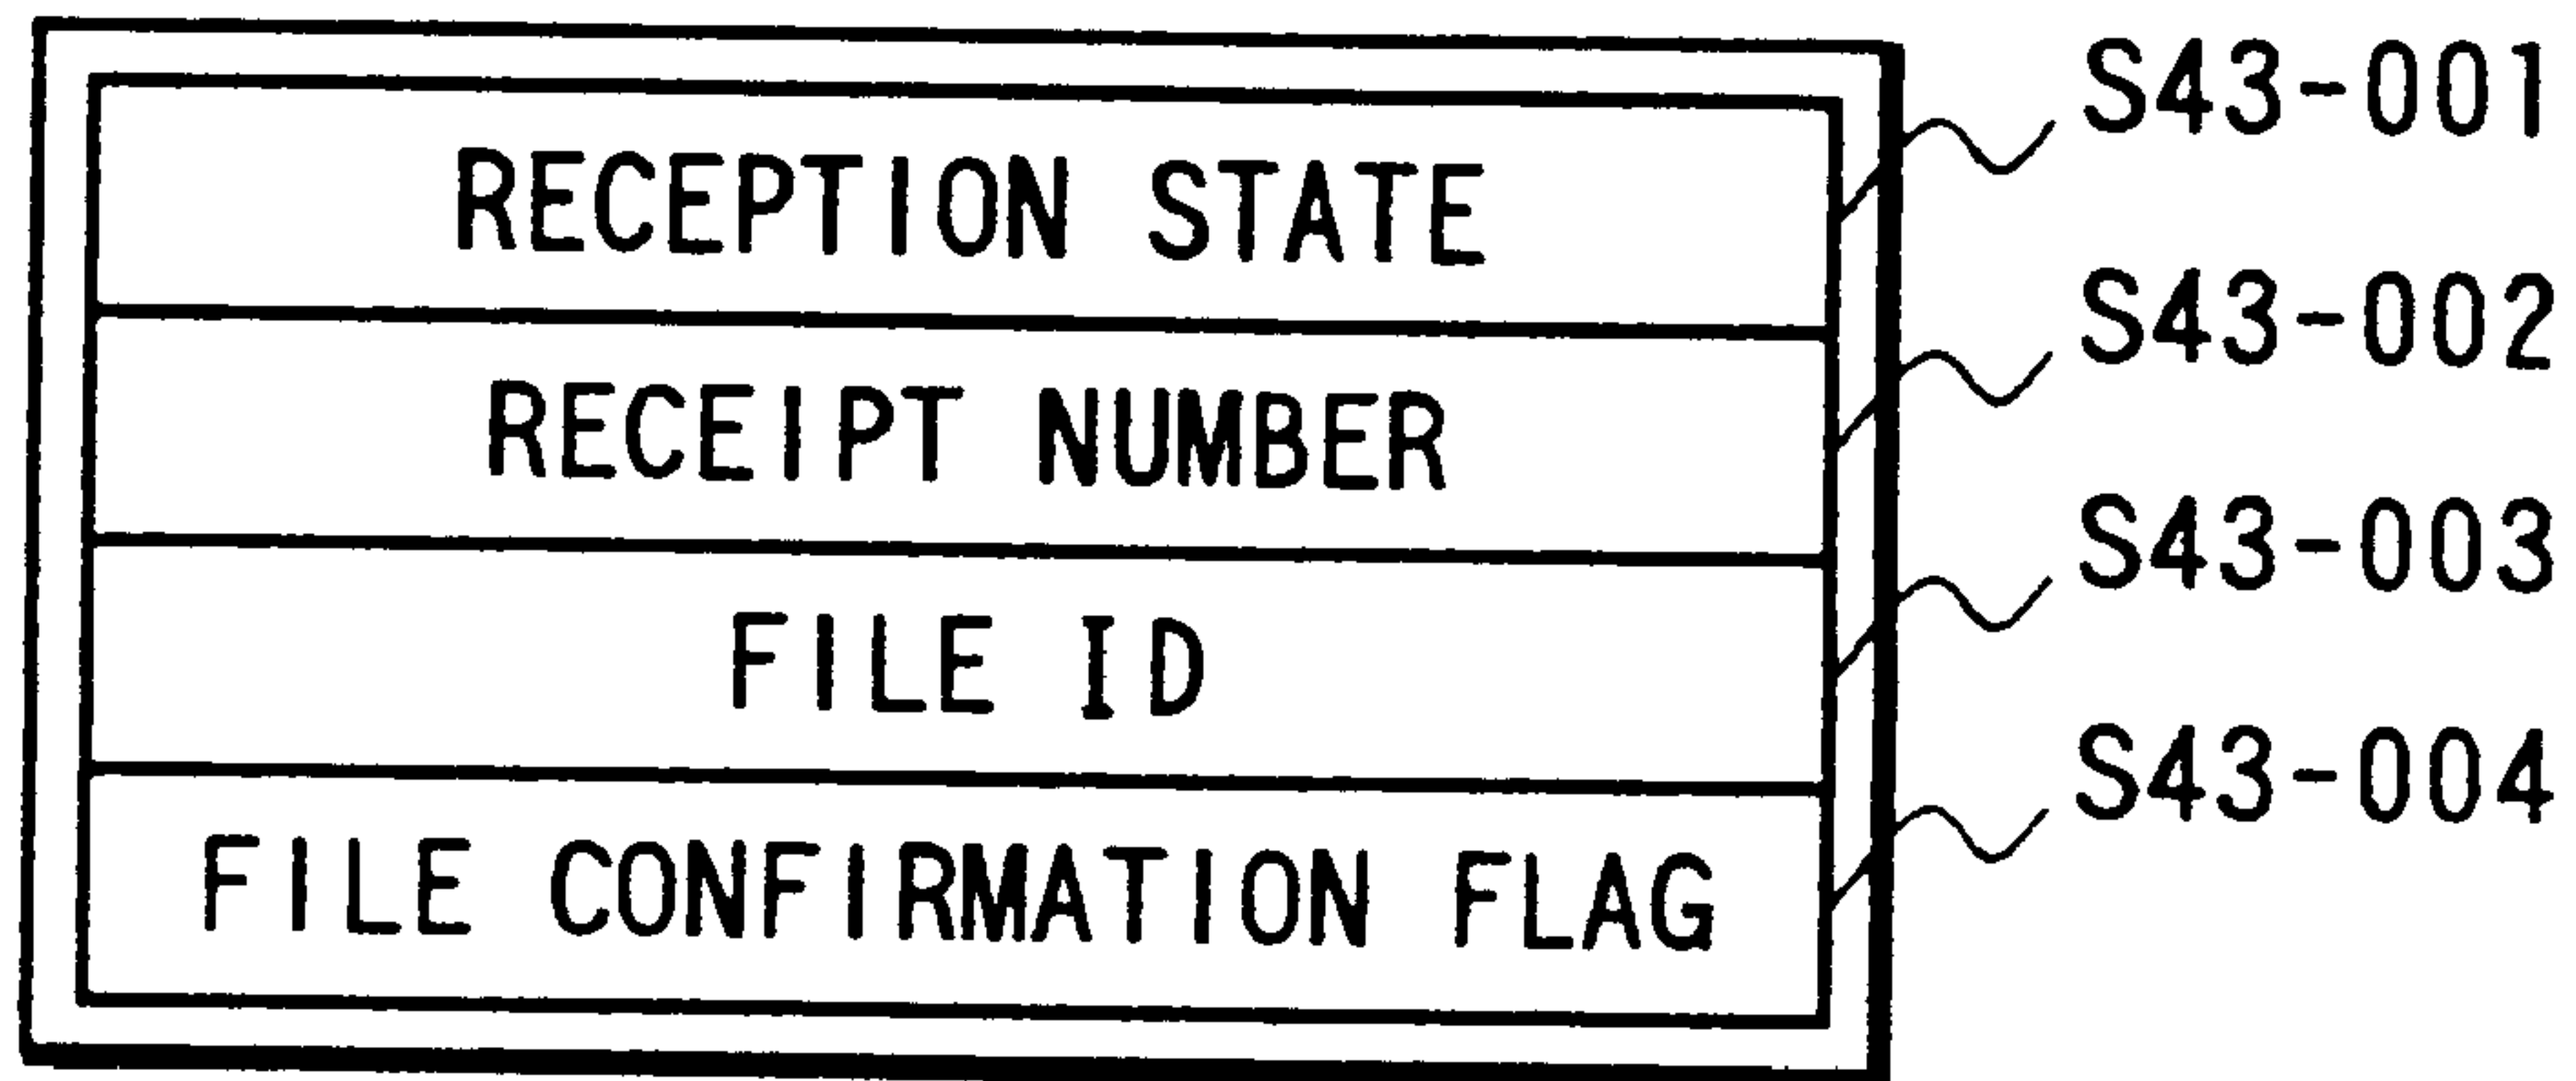 RECEPTION STATE S43-001
RECEIPT NUMBER S43-002
FILE ID S43-003
FILE CONFIRMATION FLAG S43-004